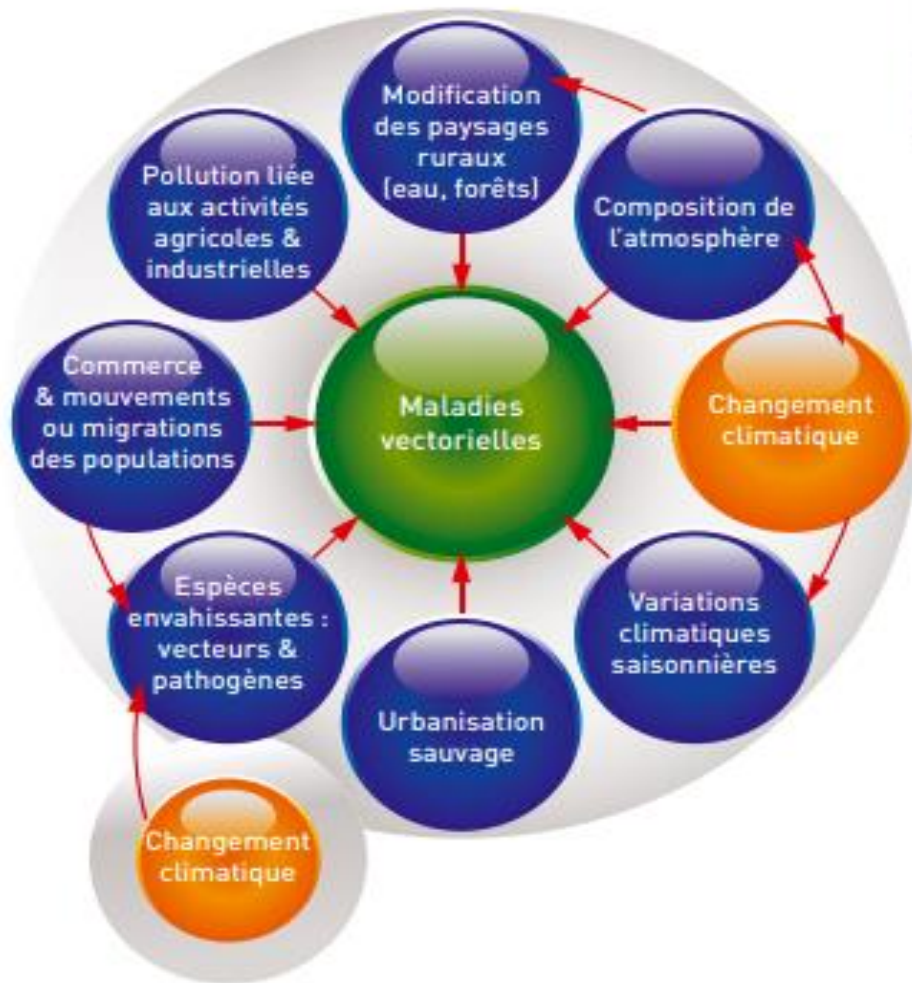 Modification
des paysages
ruraux
(eau, forêts)
Composition de
l'atmosphère
Changement
climatique
Variations
climatiques
saisonnières
Urbanisation
sauvage
Espèces
envahissantes :
vecteurs &
pathogènes
Changement
climatique
Commerce
& mouvements
ou migrations
des populations
Pollution liée
aux activités
agricoles &
industrielles
Maladies
vectorielles